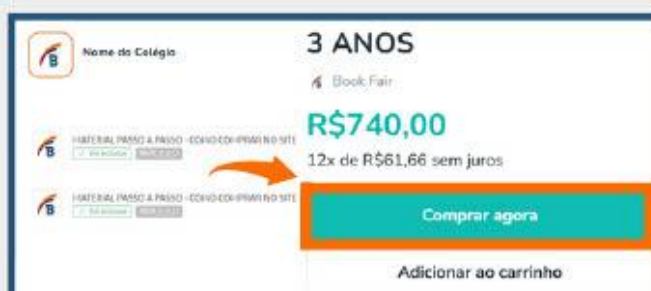 Nome do Colégio
MATERIAL PASSO A PASSO - COMO COMPRAR NO SITE
MATERIAL PASSO A PASSO - COMO COMPRAR NO SITE
3 ANOS
Book Fair
R$740,00
12x de R$61,66 sem juros
Comprar agora
Adicionar ao carrinho